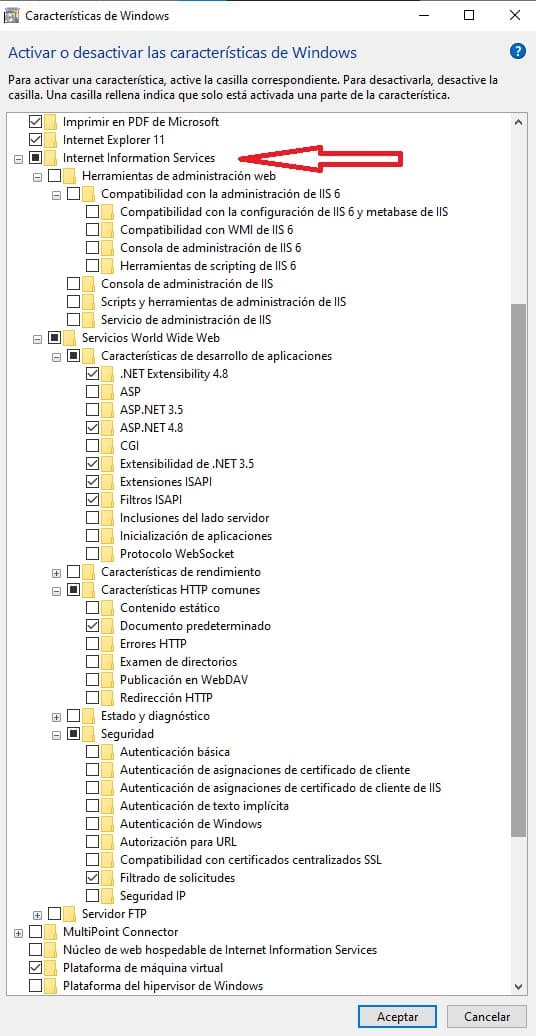 Características de Windows
Activar o desactivar las características de Windows
Para activar una característica, active la casilla correspondiente. Para desactivarla, desactive la
casilla. Una casilla rellena indica que solo está activada una parte de la característica.
Imprimir en PDF de Microsoft
Internet Explorer 11
Internet Information Services
Herramientas de administración web
Compatibilidad con la administración de IIS 6
Compatibilidad con la configuración de IIS 6 y metabase de IIS
Compatibilidad con WMI de IIS 6
Consola de administración de IIS 6
Herramientas de scripting de IIS 6
Consola de administración de IIS
Scripts y herramientas de administración de IIS
Servicio de administración de IIS
Servicios World Wide Web
Características de desarrollo de aplicaciones
.NET Extensibility 4.8
ASP
ASP.NET 3.5
ASP.NET 4.8
CGI
Extensibilidad de .NET 3.5
Extensiones ISAPI
Filtros ISAPI
Inclusiones del lado servidor
Inicialización de aplicaciones
Protocolo WebSocket
Características de rendimiento
Características HTTP comunes
Contenido estático
Documento predeterminado
Errores HTTP
Examen de directorios
Publicación en WebDAV
Redirección HTTP
Estado y diagnóstico
Seguridad
Autenticación básica
Autenticación de asignaciones de certificado de cliente
Autenticación de asignaciones de certificado de cliente de IIS
Autenticación de texto implícita
Autenticación de Windows
Autorización para URL
Compatibilidad con certificados centralizados SSL
Filtrado de solicitudes
Seguridad IP
Servidor FTP
MultiPoint Connector
Núcleo de web hospedable de Internet Information Services
Plataforma de máquina virtual
Plataforma del hipervisor de Windows
Aceptar
Cancelar